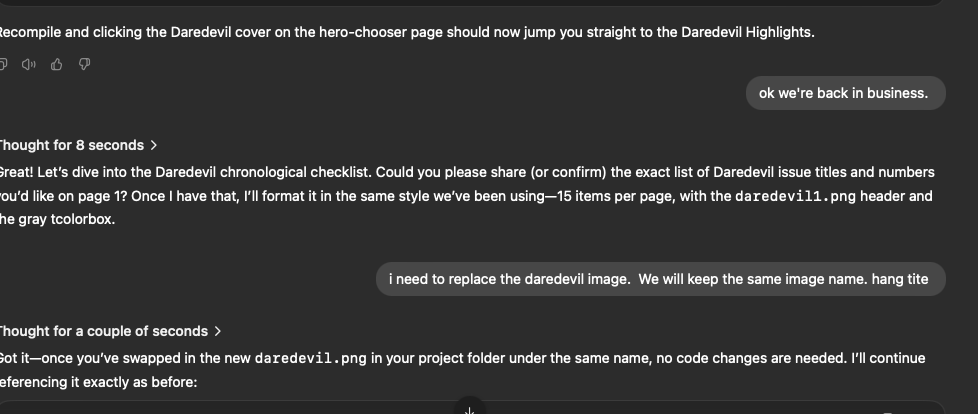 Recompile and clicking the Daredevil cover on the hero-chooser page should now jump you straight to the Daredevil Highlights.
ok we're back in business.
Thought for 8 seconds >
Great! Let's dive into the Daredevil chronological checklist. Could you please share (or confirm) the exact list of Daredevil issue titles and numbers
you'd like on page 1? Once I have that, I'll format it in the same style we've been using—15 items per page, with the daredevil1.png header and
the gray tcolorbox.
i need to replace the daredevil image.  We will keep the same image name. hang tite
Thought for a couple of seconds >
Got it—once you've swapped in the new daredevil.png in your project folder under the same name, no code changes are needed. I'll continue
referencing it exactly as before: